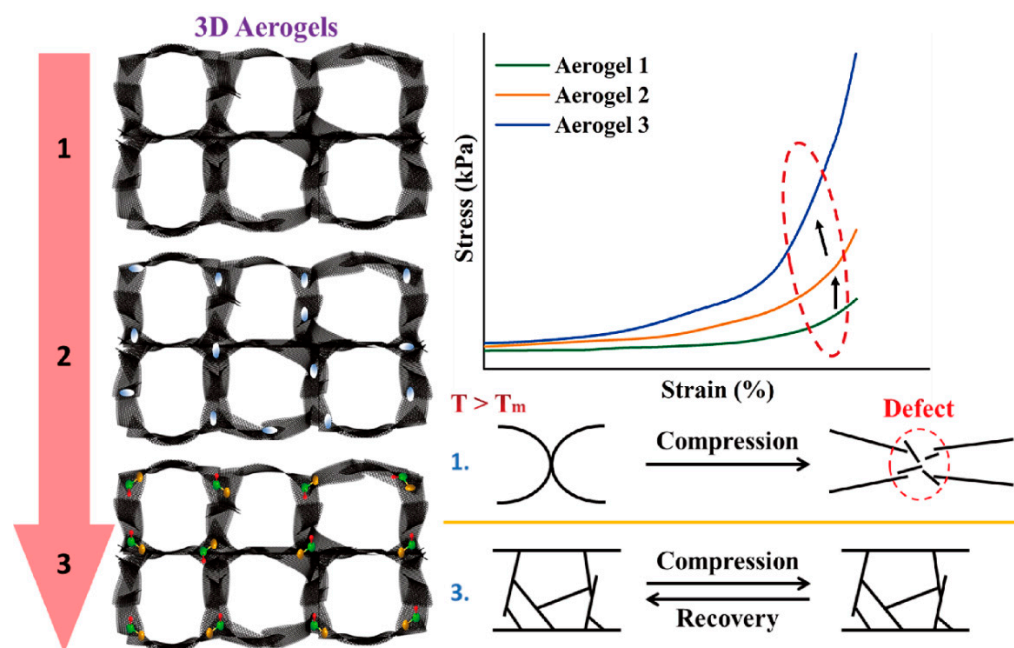 3D Aerogels
1
2
3
Stress (kPa)
Aerogel 1
Aerogel 2
Aerogel 3
Strain (%)
T > Tm
1.
Compression
Defect
3.
Compression
Recovery